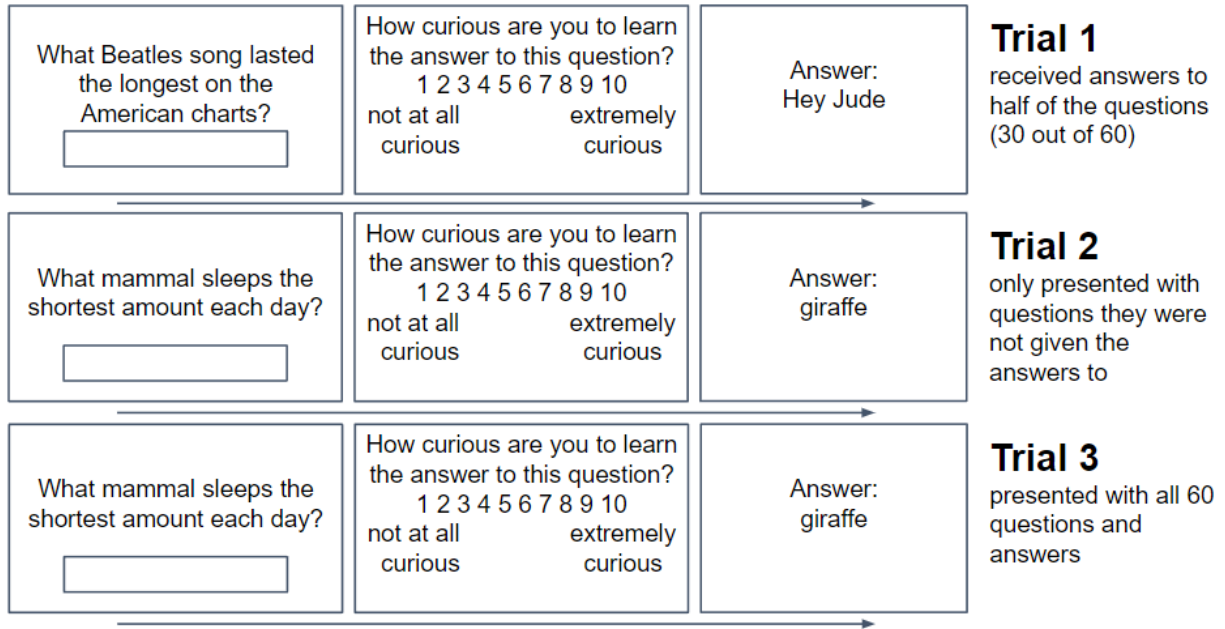 What Beatles song lasted
the longest on the
American charts?
How curious are you to learn
the answer to this question?
1 2 3 4 5 6 7 8 9 10
not at all extremely
curious curious
Answer:
Hey Jude
Trial 1
received answers to
half of the questions
(30 out of 60)
What mammal sleeps the
shortest amount each day?
How curious are you to learn
the answer to this question?
1 2 3 4 5 6 7 8 9 10
not at all extremely
curious curious
Answer:
giraffe
Trial 2
only presented with
questions they were
not given the
answers to
What mammal sleeps the
shortest amount each day?
How curious are you to learn
the answer to this question?
1 2 3 4 5 6 7 8 9 10
not at all extremely
curious curious
Answer:
giraffe
Trial 3
presented with all 60
questions and
answers